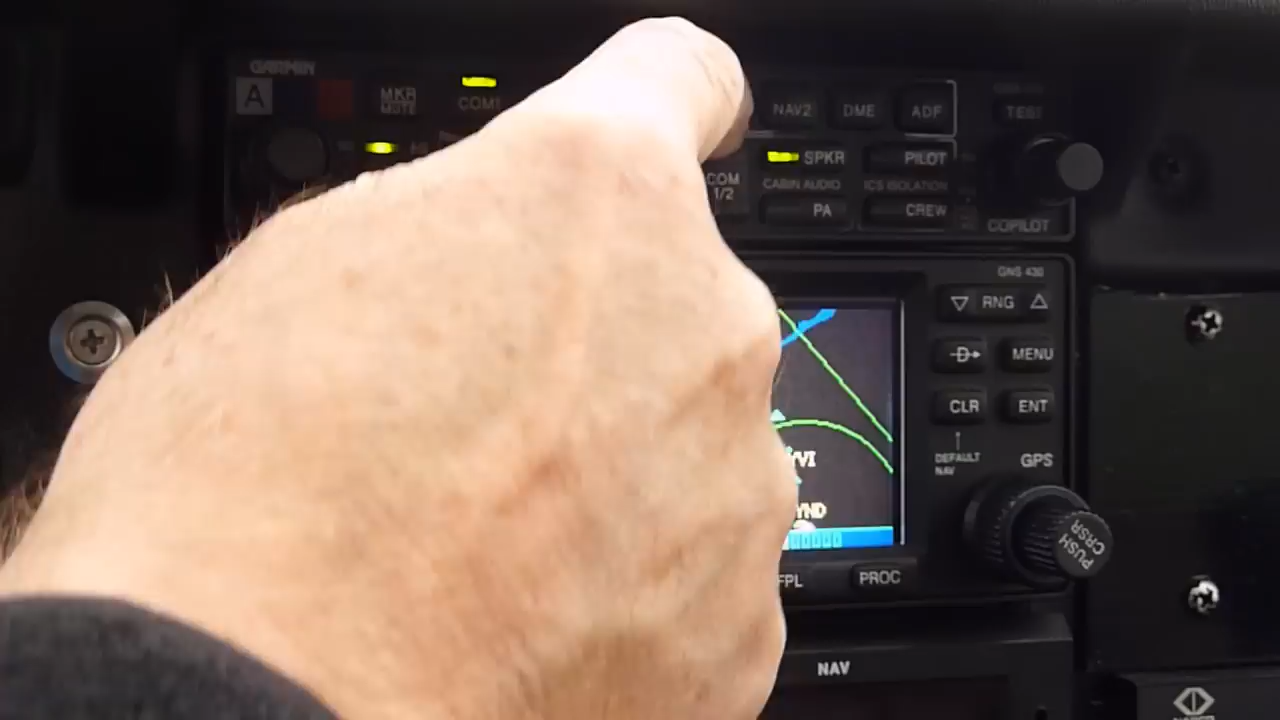 GARMIN
A
MKR
MUTE
COM1
NAV2
DME
ADF
TEST
COM
1/2
SPKR
PILOT
CABIN AUDIO
ICS ISOLATION
PA
CREW
COPILOT
GNS 430
RNG
MENU
CLR
ENT
DEFAULT
NAV
GPS
PUSH
CRSR
YND
FPL
PROC
NAV